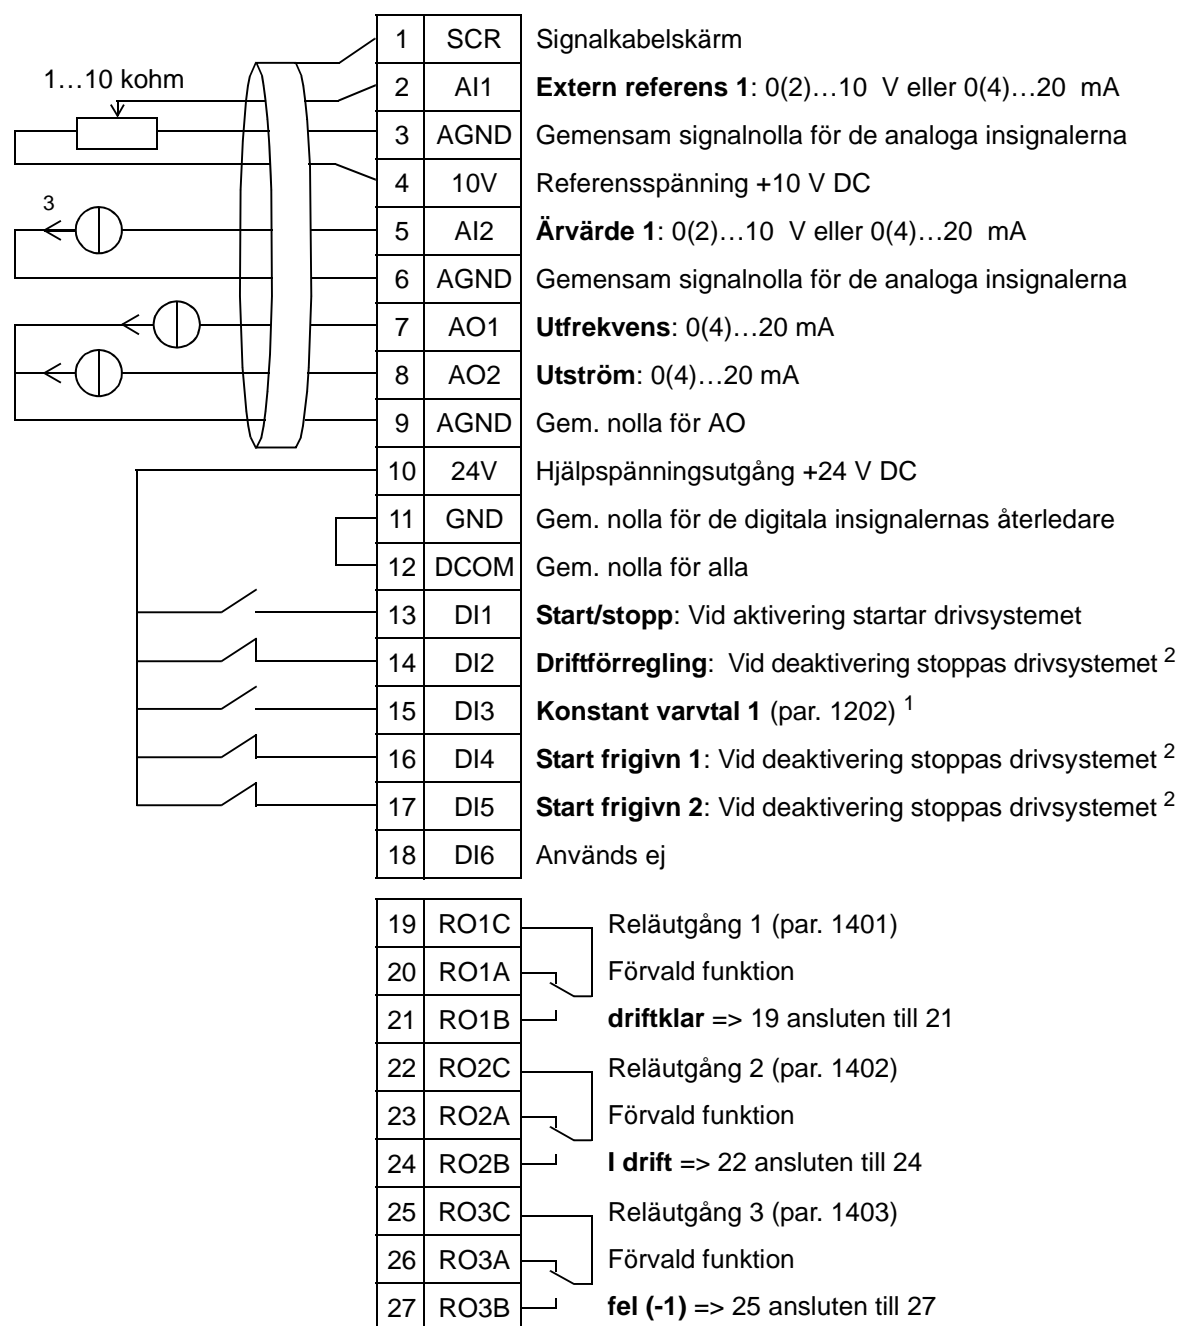 1 SCR Signalkabelskärm
1…10 kohm
2 AI1 Extern referens 1: 0(2)…10 V eller 0(4)…20 mA
3 AGND Gemensam signalnolla för de analoga insignalerna
4 10V Referensspänning +10 V DC
3
5 AI2 Ärvärde 1: 0(2)…10 V eller 0(4)…20 mA
6 AGND Gemensam signalnolla för de analoga insignalerna
7 AO1 Utfrekvens: 0(4)…20 mA
8 AO2 Utström: 0(4)…20 mA
9 AGND Gem. nolla för AO
10 24V Hjälpspänningsutgång +24 V DC
11 GND Gem. nolla för de digitala insignalernas återledare
12 DCOM Gem. nolla för alla
13 DI1 Start/stopp: Vid aktivering startar drivsystemet
14 DI2 Driftförregling: Vid deaktivering stoppas drivsystemet 2
15 DI3 Konstant varvtal 1 (par. 1202) 1
16 DI4 Start frigivn 1: Vid deaktivering stoppas drivsystemet 2
17 DI5 Start frigivn 2: Vid deaktivering stoppas drivsystemet 2
18 DI6 Används ej
19 RO1C Reläutgång 1 (par. 1401)
20 RO1A Förvald funktion
21 RO1B driftklar => 19 ansluten till 21
22 RO2C Reläutgång 2 (par. 1402)
23 RO2A Förvald funktion
24 RO2B I drift => 22 ansluten till 24
25 RO3C Reläutgång 3 (par. 1403)
26 RO3A Förvald funktion
27 RO3B fel (-1) => 25 ansluten till 27